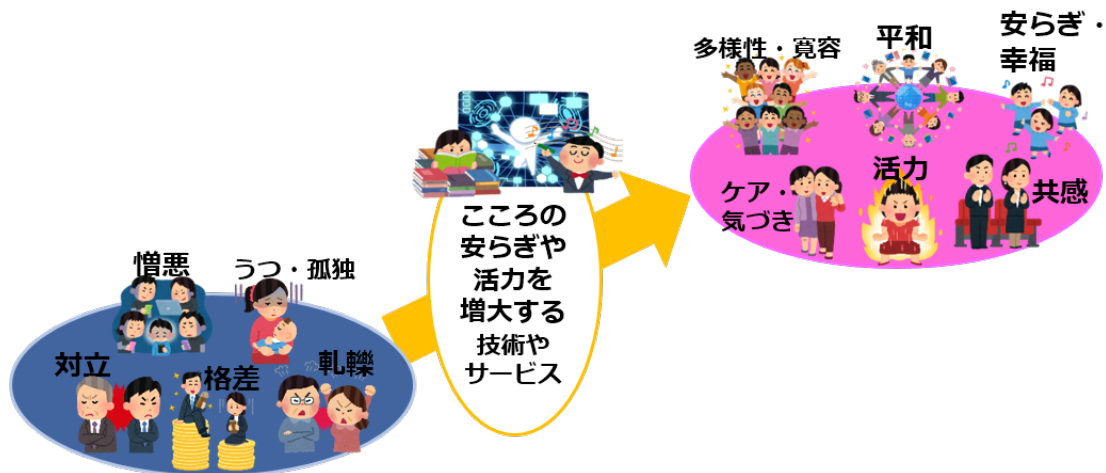 憎悪
うつ・孤独
対立
格差
軋轢
こころの
安らぎや
活力を
増大する
技術や
サービス
多様性・寛容
平和
安らぎ・
幸福
ケア・
気づき
活力
共感